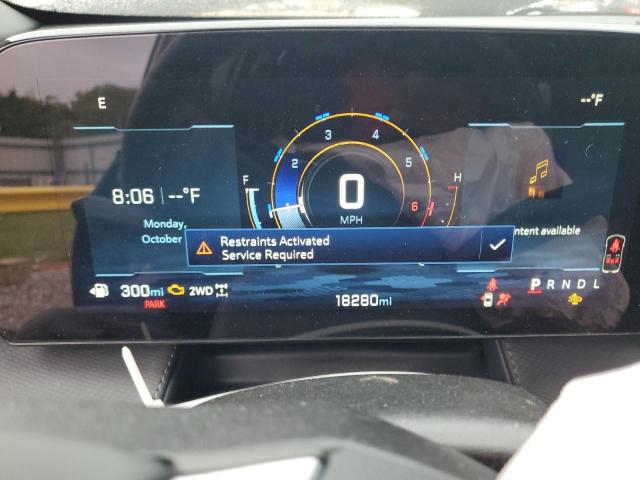 E
--°F
3 4
2 5
6
F
H
8:06 --°F
0
MPH
Monday,
October
ntent available
Restraints Activated
Service Required
300mi
2WD
PARK
18280mi
P R N D L